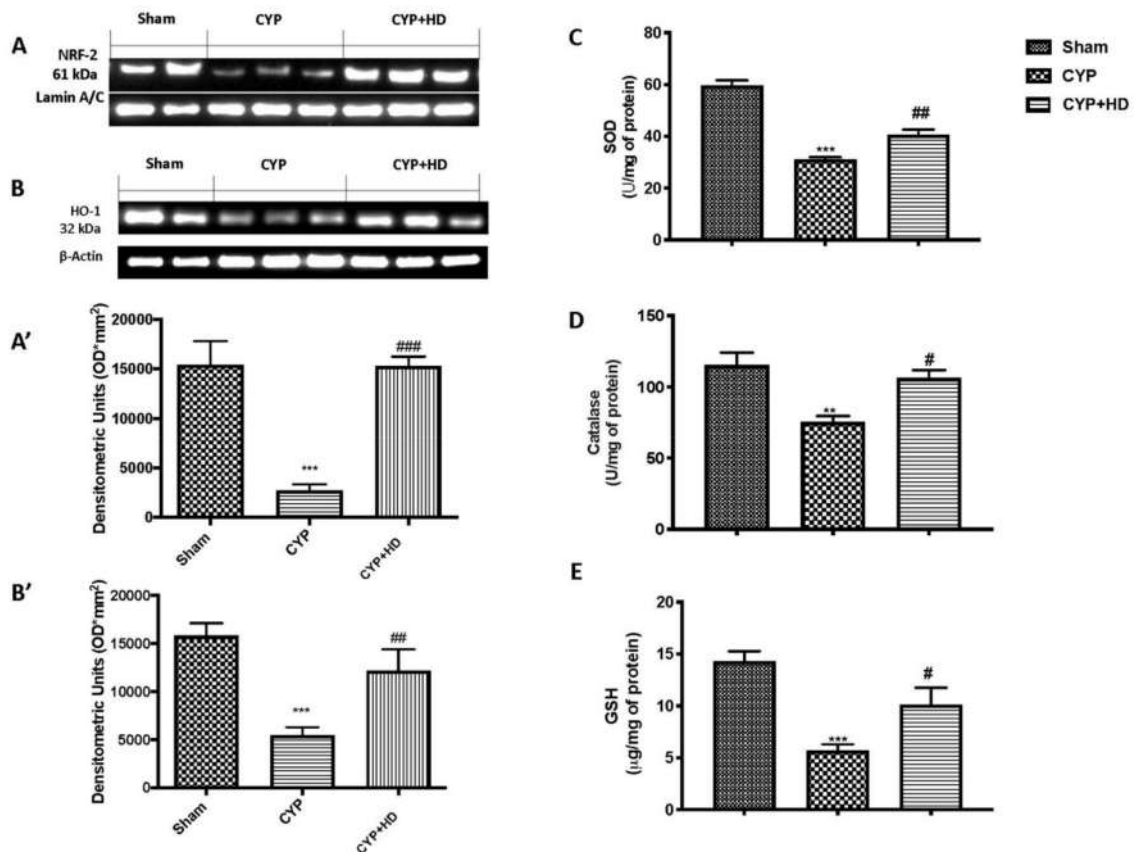 A
Sham CYP CYP+HD
NRF-2
61 kDa
Lamin A/C
B
Sham CYP CYP+HD
HO-1
32 kDa
β-Actin
A’
Densitometric Units (OD*mm²)
20000
15000
10000
5000
0
***
###
Sham CYP CYP+HD
B’
Densitometric Units (OD*mm²)
20000
15000
10000
5000
0
***
##
Sham CYP CYP+HD
C
SOD
(U/mg of protein)
80
60
40
20
0
***
##
Sham
CYP
CYP+HD
D
Catalase
(U/mg of protein)
150
100
50
0
**
#
E
GSH
(µg/mg of protein)
20
15
10
5
0
***
#